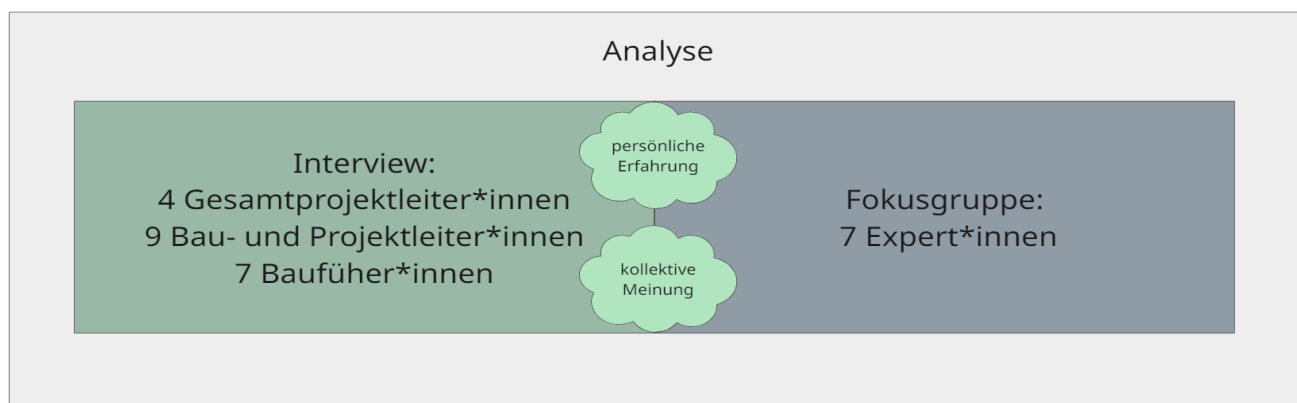 Analyse
Interview:
4 Gesamtprojektleiter*innen
9 Bau- und Projektleiter*innen
7 Baufüher*innen
persönliche
Erfahrung
kollektive
Meinung
Fokusgruppe:
7 Expert*innen